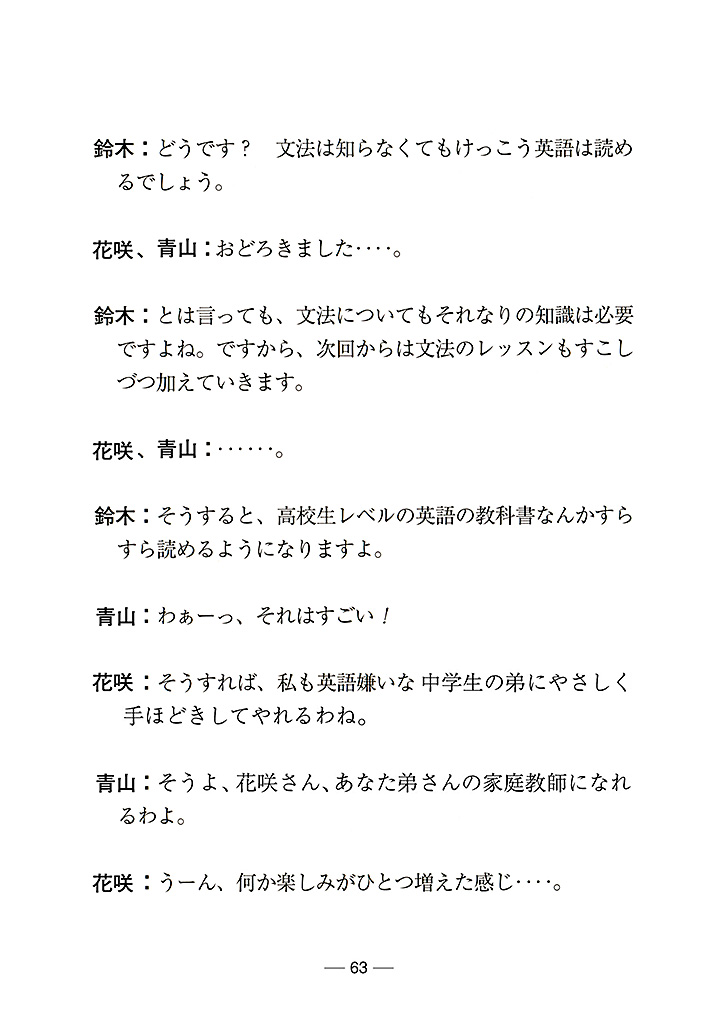 鈴木：どうです？　文法は知らなくてもけっこう英語は読め
るでしょう。
花咲、青山：おどろきました‥‥。
鈴木：とは言っても、文法についてもそれなりの知識は必要
ですよね。ですから、次回からは文法のレッスンもすこし
づつ加えていきます。
花咲、青山：‥‥‥。
鈴木：そうすると、高校生レベルの英語の教科書なんかすら
すら読めるようになりますよ。
青山：わぁーっ、それはすごい！
花咲：そうすれば、私も英語嫌いな中学生の弟にやさしく
手ほどきしてやれるわね。
青山：そうよ、花咲さん、あなた弟さんの家庭教師になれ
るわよ。
花咲：うーん、何か楽しみがひとつ増えた感じ‥‥。
― 63 ―